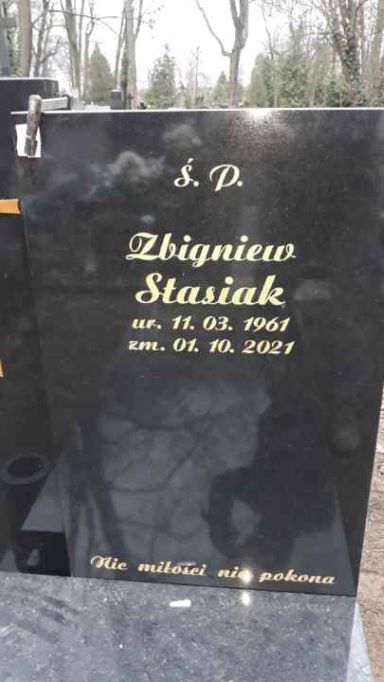 Ś. P.
Zbigniew
Stasiak
ur. 11. 03. 1961
zm. 01. 10. 2021
Nic miłości nie pokona